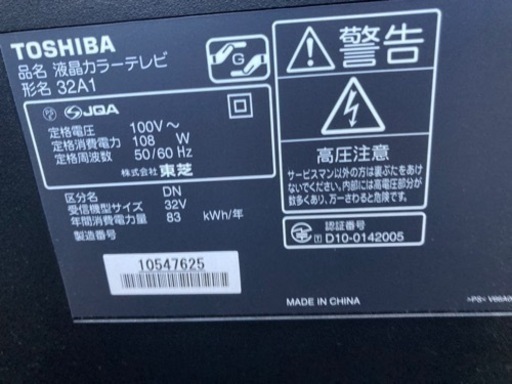 TOSHIBA
品名 液晶カラーテレビ
形名 32A1
G
PS E JQA
定格電圧 100V～
定格消費電力 108 W
定格周波数 50/60 Hz
株式会社 東芝
区分名 DN
受信機型サイズ 32V
年間消費電力量 83 kWh/年
製造番号
10547625
警告
高圧注意
サービスマン以外の方は裏ぶたをあけ
ないでください。内部には高電圧部分が
数多くあり、万一さわると危険です。
認証番号
T D10-0142005
MADE IN CHINA
>PS<